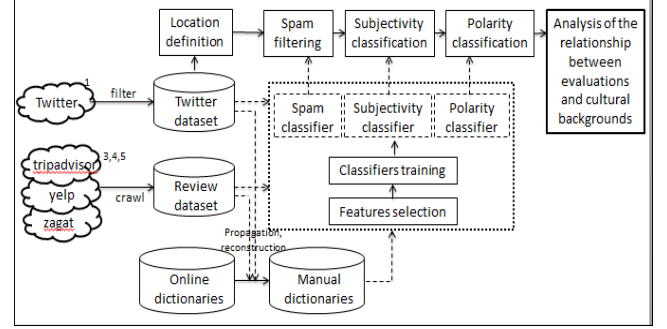 Location
definition
Spam
filtering
Subjectivity
classification
Polarity
classification
Analysis of the
relationship
between
evaluations
and cultural
backgrounds
Twitter
1
filter
Twitter
dataset
Spam
classifier
Subjectivity
classifier
Polarity
classifier
tripadvisor
3,4,5
yelp
zagat
crawl
Review
dataset
Classifiers training
Features selection
Propagation,
reconstruction
Online
dictionaries
Manual
dictionaries